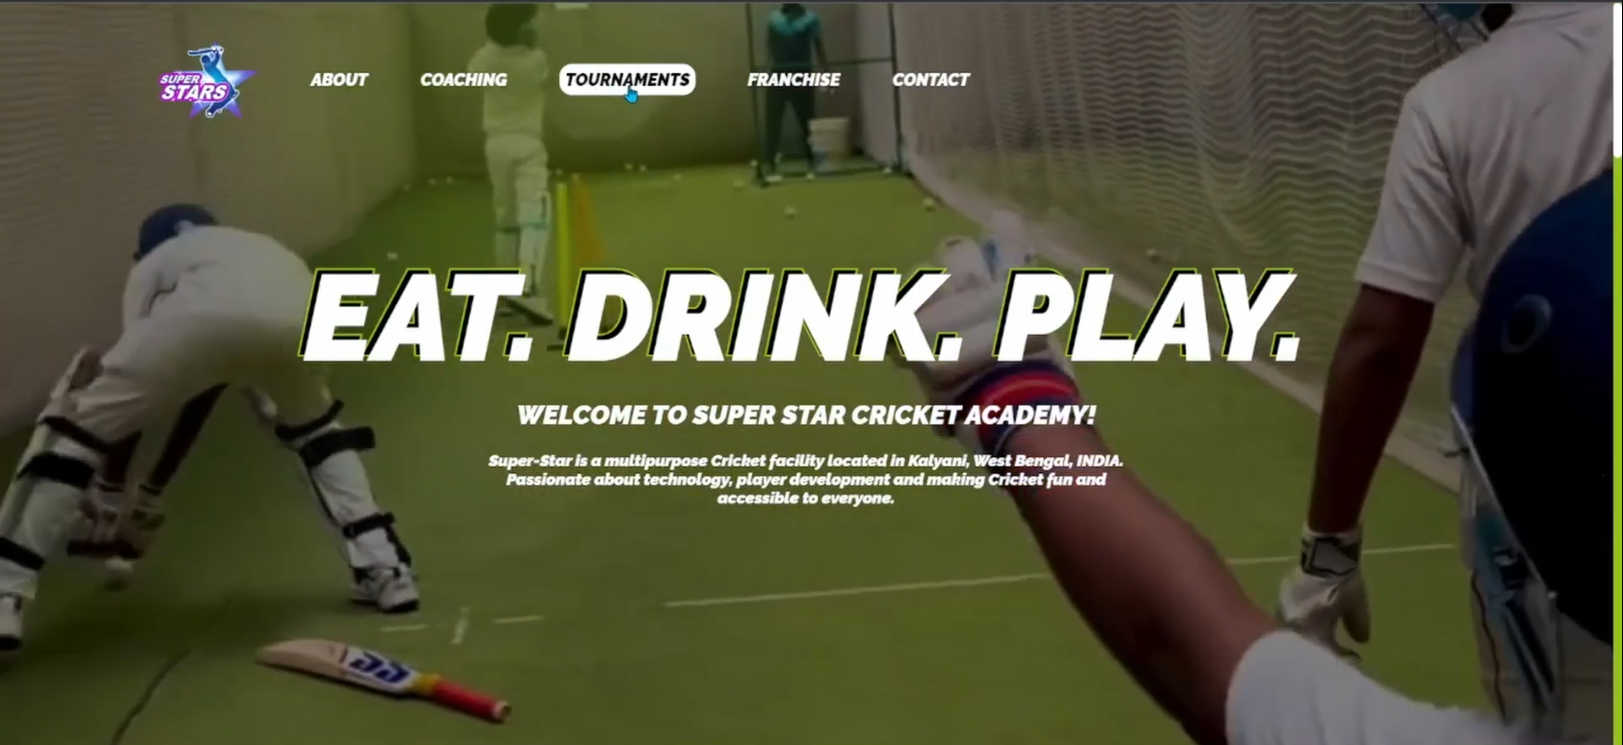 SUPER
STARS
ABOUT
COACHING
TOURNAMENTS
FRANCHISE
CONTACT
EAT. DRINK. PLAY.
WELCOME TO SUPER STAR CRICKET ACADEMY!
Super-Star is a multipurpose Cricket facility located in Kalyani, West Bengal, INDIA.
Passionate about technology, player development and making Cricket fun and
accessible to everyone.
SS